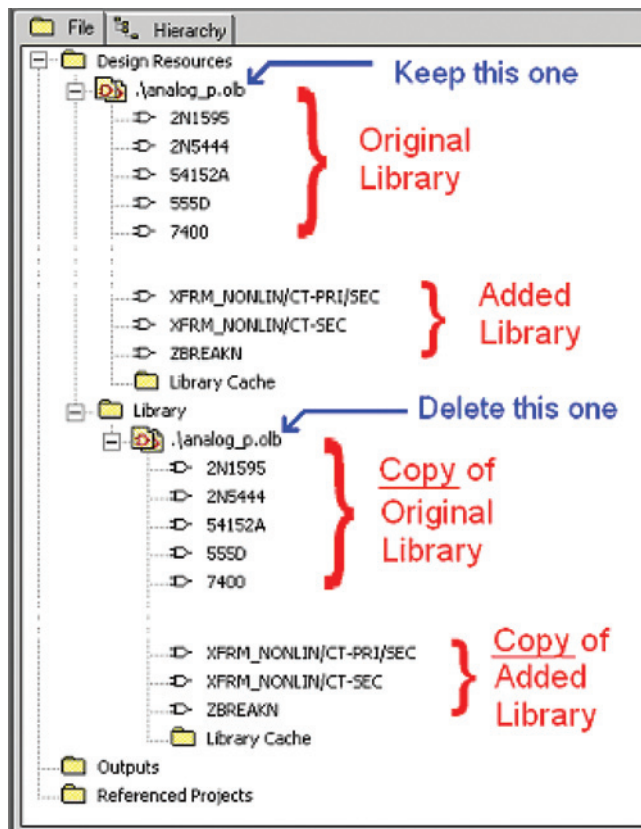 File Hierarchy
Design Resources
.\analog_p.olb Keep this one
2N1595
2N5444
54152A
555D
7400
Original
Library
XFRM_NONLIN/CT-PRI/SEC
XFRM_NONLIN/CT-SEC
ZBREAKN
Added
Library
Library Cache
Library
.\analog_p.olb Delete this one
2N1595
2N5444
54152A
555D
7400
Copy of
Original
Library
XFRM_NONLIN/CT-PRI/SEC
XFRM_NONLIN/CT-SEC
ZBREAKN
Copy of
Added
Library
Library Cache
Outputs
Referenced Projects